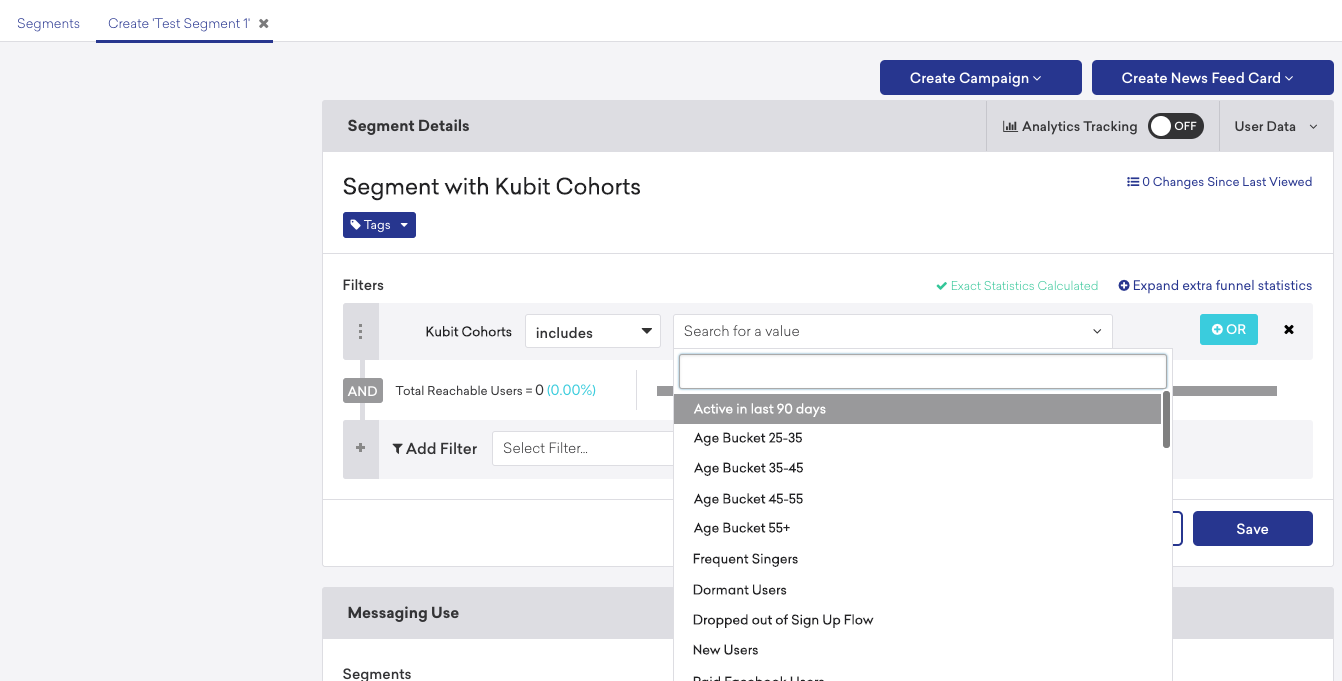 Segments Create 'Test Segment 1' ✖
Create Campaign Create News Feed Card
Segment Details Analytics Tracking OFF User Data
Segment with Kubit Cohorts 0 Changes Since Last Viewed
Tags
Filters Exact Statistics Calculated Expand extra funnel statistics
Kubit Cohorts includes Search for a value OR
AND Total Reachable Users = 0 (0.00%)
Active in last 90 days
Age Bucket 25-35
Add Filter Select Filter...
Age Bucket 35-45
Age Bucket 45-55
Age Bucket 55+
Save
Frequent Singers
Dormant Users
Messaging Use
Dropped out of Sign Up Flow
New Users
Segments
Paid Facebook Users